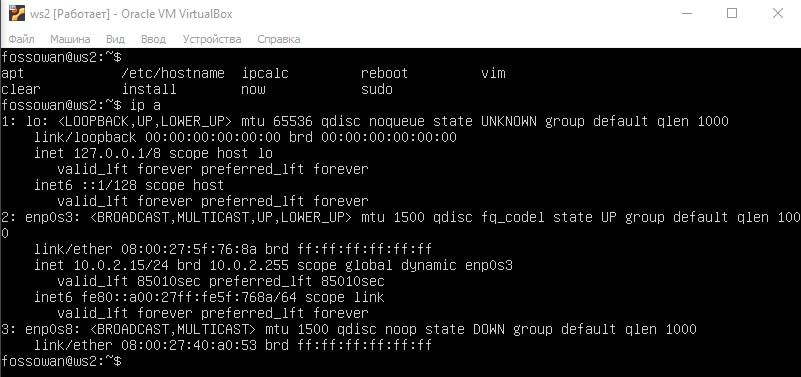 ws2 [Работает] - Oracle VM VirtualBox
Файл Машина Вид Ввод Устройства Справка
fossowan@ws2:~$
apt /etc/hostname ipcalc reboot vim
clear install now sudo
fossowan@ws2:~$ ip a
1: lo: <LOOPBACK,UP,LOWER_UP> mtu 65536 qdisc noqueue state UNKNOWN group default qlen 1000
link/loopback 00:00:00:00:00:00 brd 00:00:00:00:00:00
inet 127.0.0.1/8 scope host lo
valid_lft forever preferred_lft forever
inet6 ::1/128 scope host
valid_lft forever preferred_lft forever
2: enp0s3: <BROADCAST,MULTICAST,UP,LOWER_UP> mtu 1500 qdisc fq_codel state UP group default qlen 100
0
link/ether 08:00:27:5f:76:8a brd ff:ff:ff:ff:ff:ff
inet 10.0.2.15/24 brd 10.0.2.255 scope global dynamic enp0s3
valid_lft 85010sec preferred_lft 85010sec
inet6 fe80::a00:27ff:fe5f:768a/64 scope link
valid_lft forever preferred_lft forever
3: enp0s8: <BROADCAST,MULTICAST> mtu 1500 qdisc noop state DOWN group default qlen 1000
link/ether 08:00:27:40:a0:53 brd ff:ff:ff:ff:ff:ff
fossowan@ws2:~$